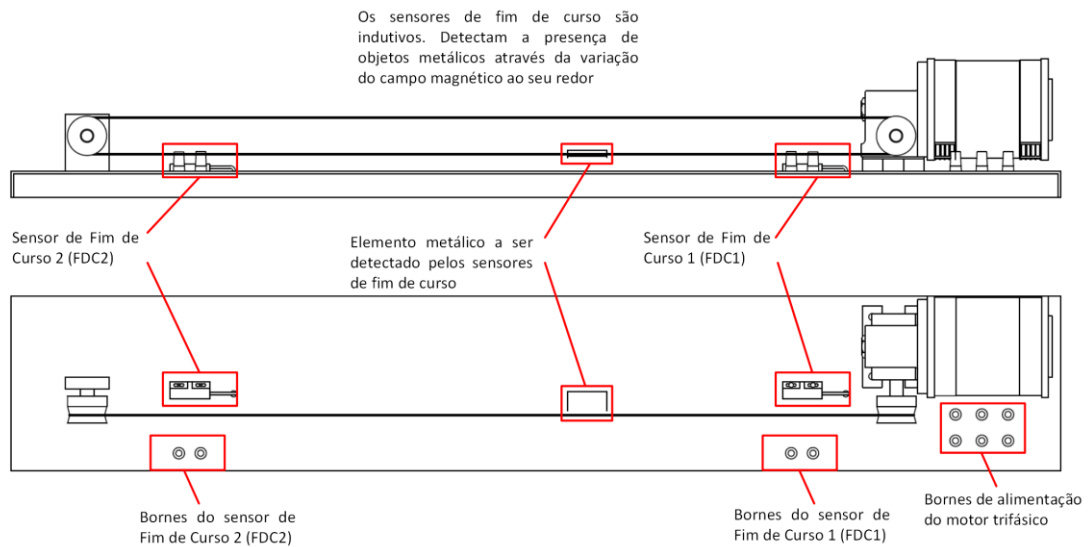 Os sensores de fim de curso são
indutivos. Detectam a presença de
objetos metálicos através da variação
do campo magnético ao seu redor
Sensor de Fim de
Curso 2 (FDC2)
Elemento metálico a ser
detectado pelos sensores
de fim de curso
Sensor de Fim de
Curso 1 (FDC1)
Bornes do sensor de
Fim de Curso 2 (FDC2)
Bornes do sensor de
Fim de Curso 1 (FDC1)
Bornes de alimentação
do motor trifásico